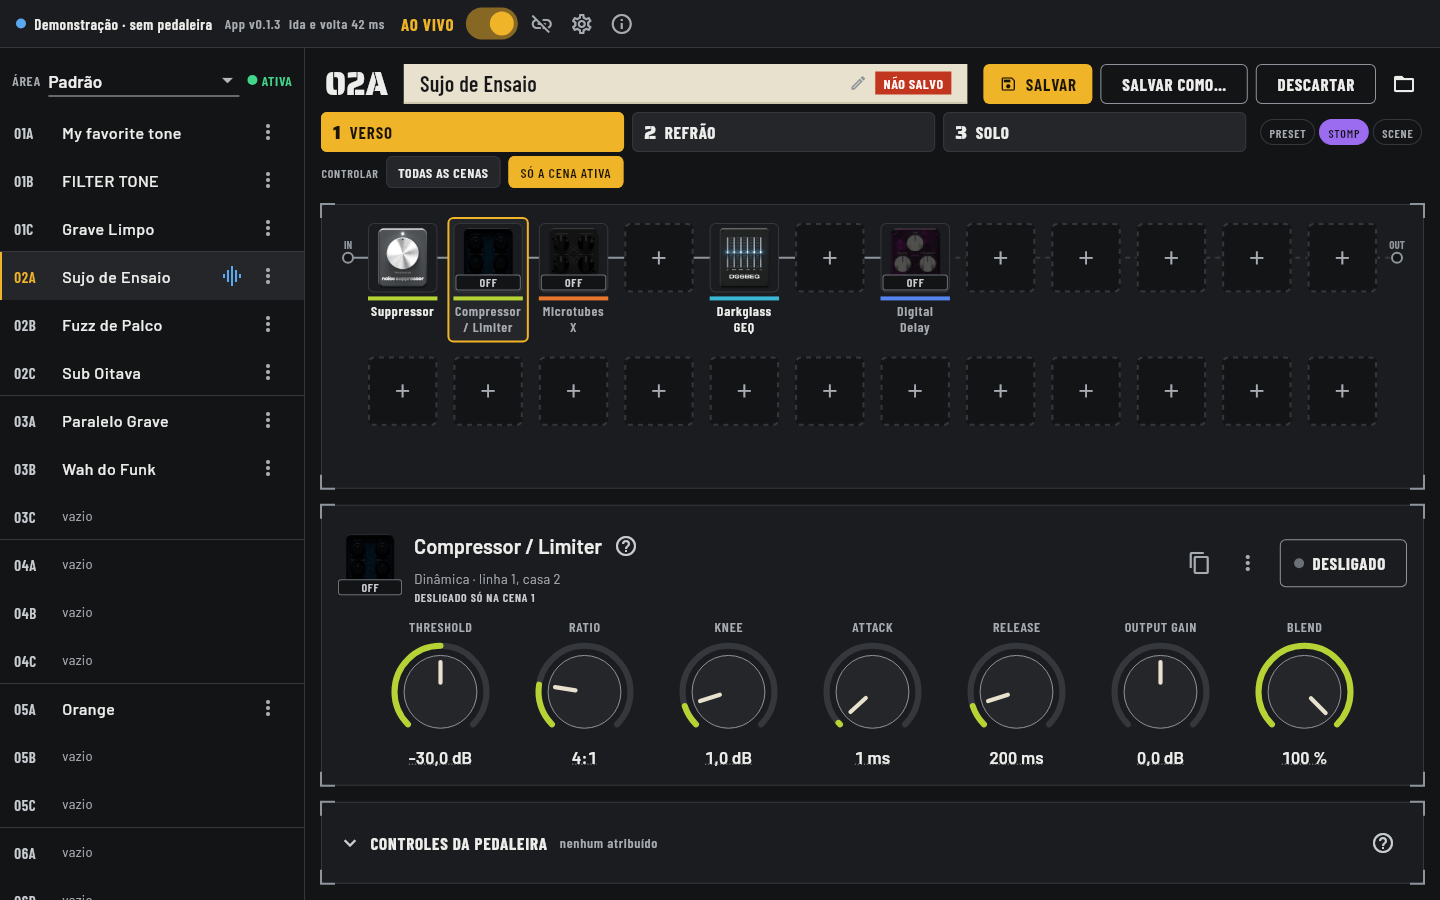 Demonstração · sem pedaleira App v0.1.3 Ida e volta 42 ms AO VIVO
ÁREA Padrão ATIVA
01A My favorite tone
01B FILTER TONE
01C Grave Limpo
02A Sujo de Ensaio
02B Fuzz de Palco
02C Sub Oitava
03A Paralelo Grave
03B Wah do Funk
03C vazio
04A vazio
04B vazio
04C vazio
05A Orange
05B vazio
05C vazio
06A vazio
02A Sujo de Ensaio NÃO SALVO SALVAR SALVAR COMO... DESCARTAR
1 VERSO 2 REFRÃO 3 SOLO PRESET STOMP SCENE
CONTROLAR TODAS AS CENAS SÓ A CENA ATIVA
IN OUT
OFF OFF OFF
Suppressor Compressor / Limiter Microtubes X Darkglass GEQ Digital Delay
Compressor / Limiter
OFF
Dinâmica · linha 1, casa 2
DESLIGADO SÓ NA CENA 1
DESLIGADO
THRESHOLD RATIO KNEE ATTACK RELEASE OUTPUT GAIN BLEND
-30,0 dB 4:1 1,0 dB 1 ms 200 ms 0,0 dB 100 %
CONTROLES DA PEDALEIRA nenhum atribuído